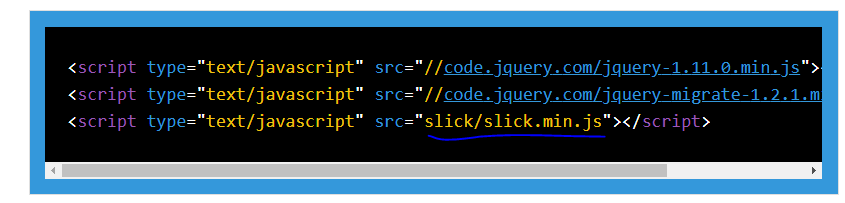 <script type="text/javascript" src="//code.jquery.com/jquery-1.11.0.min.js">
<script type="text/javascript" src="//code.jquery.com/jquery-migrate-1.2.1.mi
<script type="text/javascript" src="slick/slick.min.js"></script>